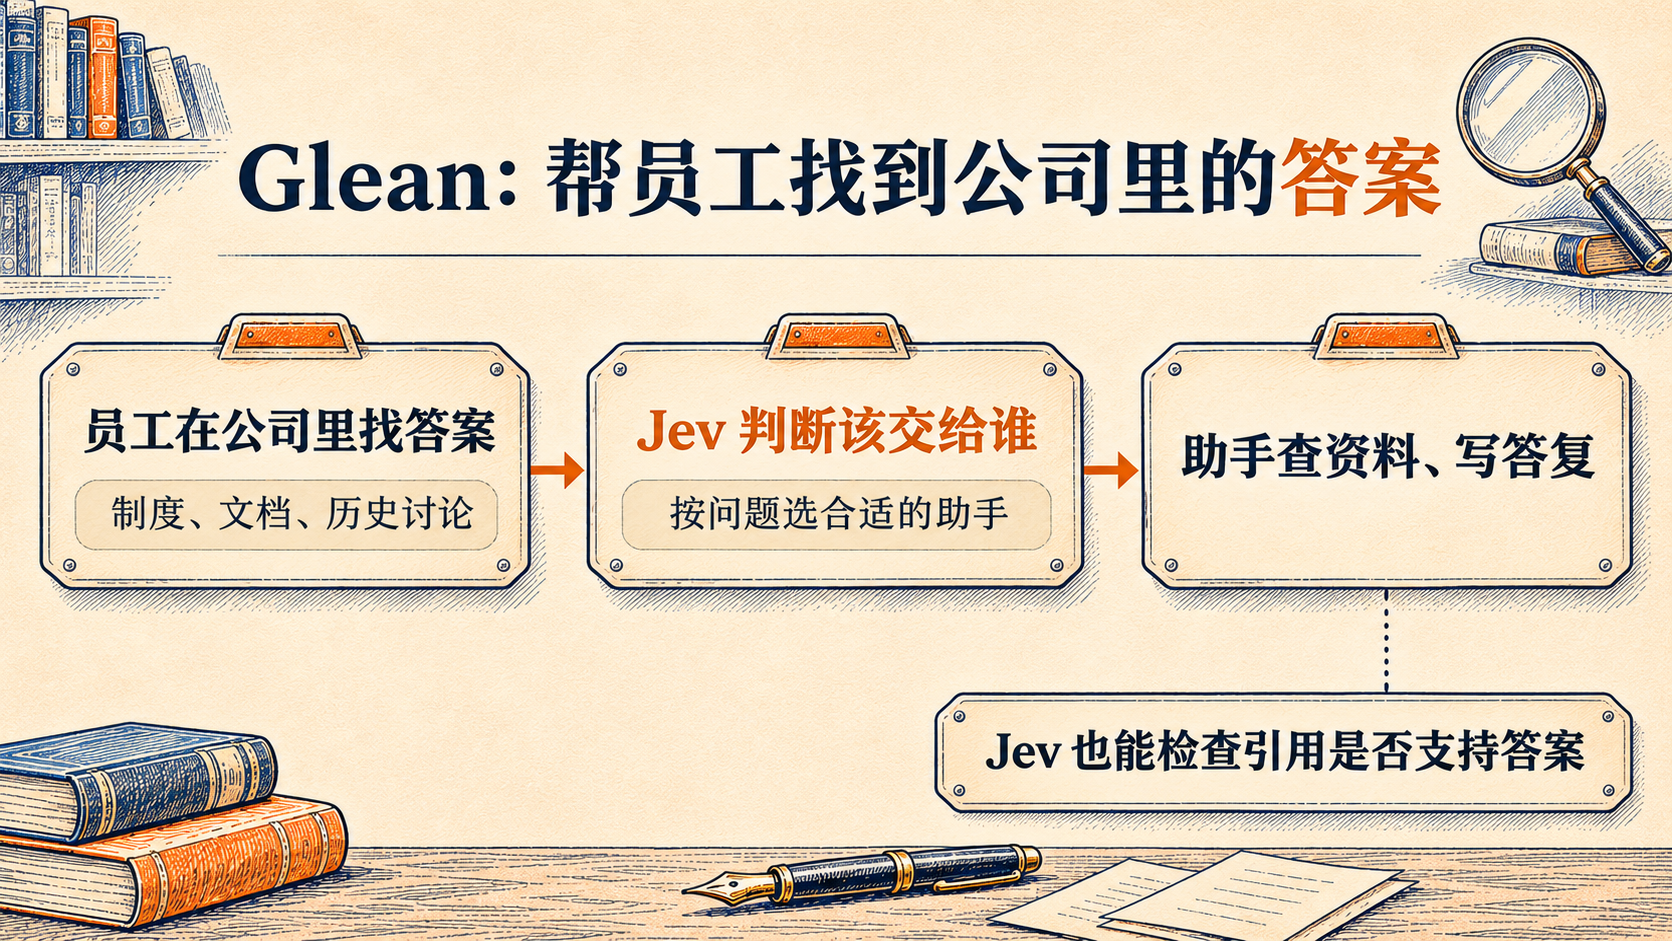 Glean: 帮员工找到公司里的答案
员工在公司里找答案
制度、文档、历史讨论
Jev 判断该交给谁
按问题选合适的助手
助手查资料、写答复
Jev 也能检查引用是否支持答案